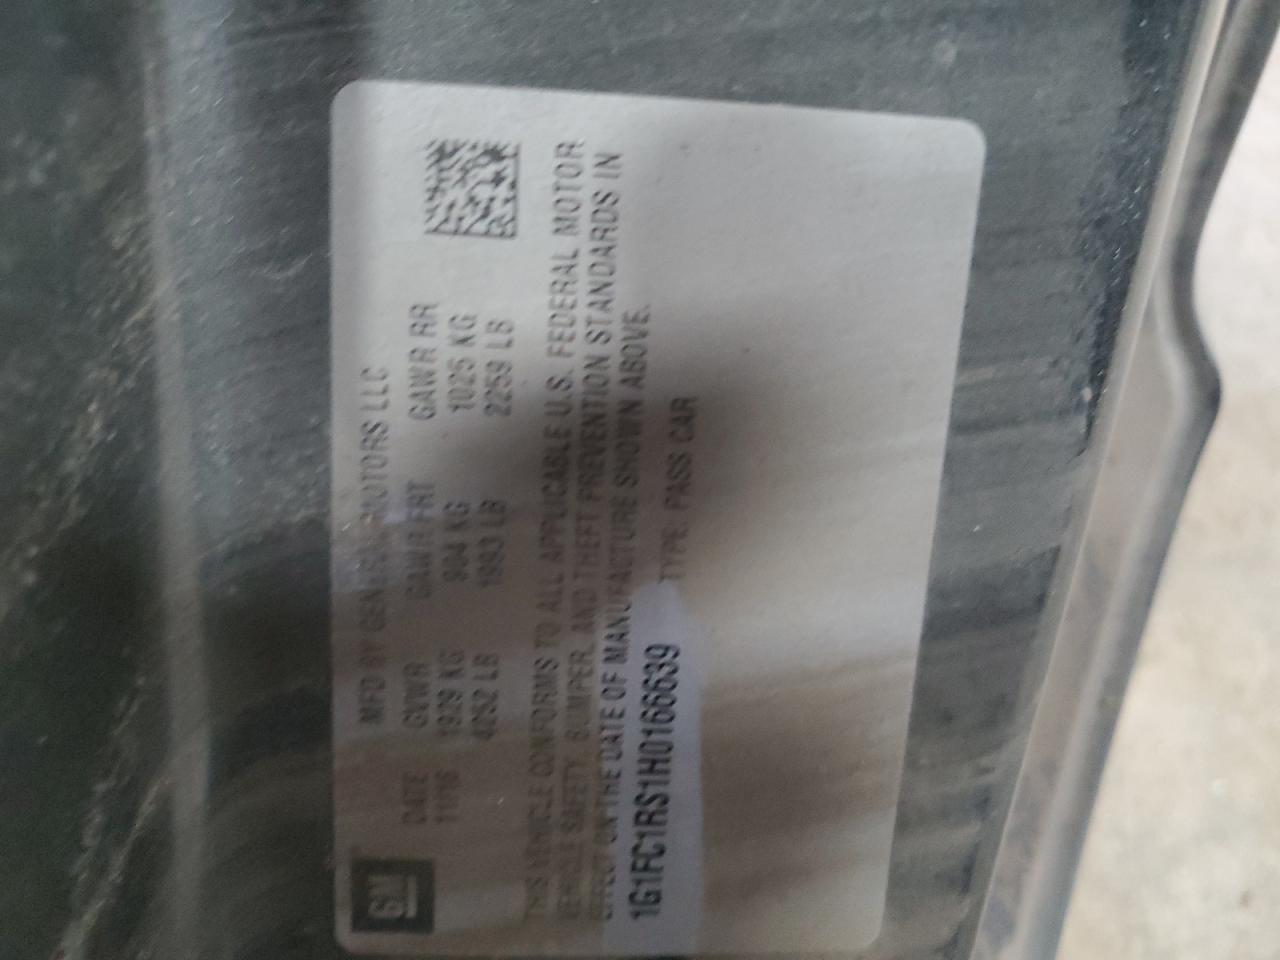 GM
MFD BY GENERAL MOTORS LLC
DATE GVWR GAWR FRT GAWR RR
11/16 1929 KG 904 KG 1025 KG
4252 LB 1993 LB 2259 LB
THIS VEHICLE CONFORMS TO ALL APPLICABLE U.S. FEDERAL MOTOR
VEHICLE SAFETY, BUMPER, AND THEFT PREVENTION STANDARDS IN
EFFECT ON THE DATE OF MANUFACTURE SHOWN ABOVE.
1G1FC1RS1H0166639 TYPE: PASS CAR